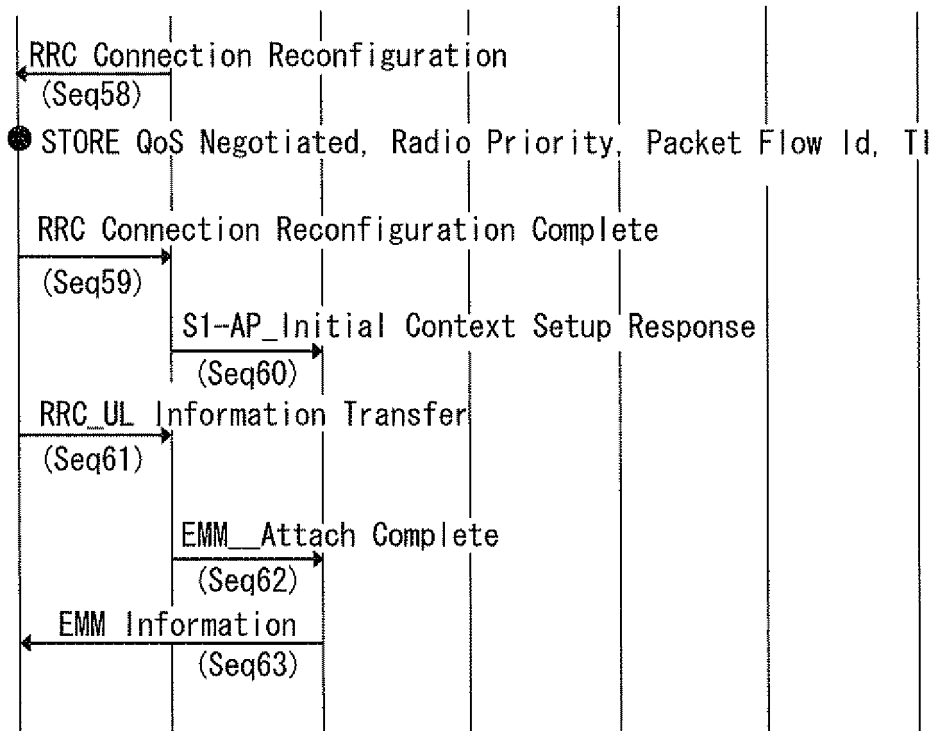 RRC Connection Reconfiguration
(Seq58)
STORE QoS Negotiated, Radio Priority, Packet Flow Id, TI
RRC Connection Reconfiguration Complete
(Seq59)
S1-AP_Initial Context Setup Response
(Seq60)
RRC_UL Information Transfer
(Seq61)
EMM__Attach Complete
(Seq62)
EMM Information
(Seq63)